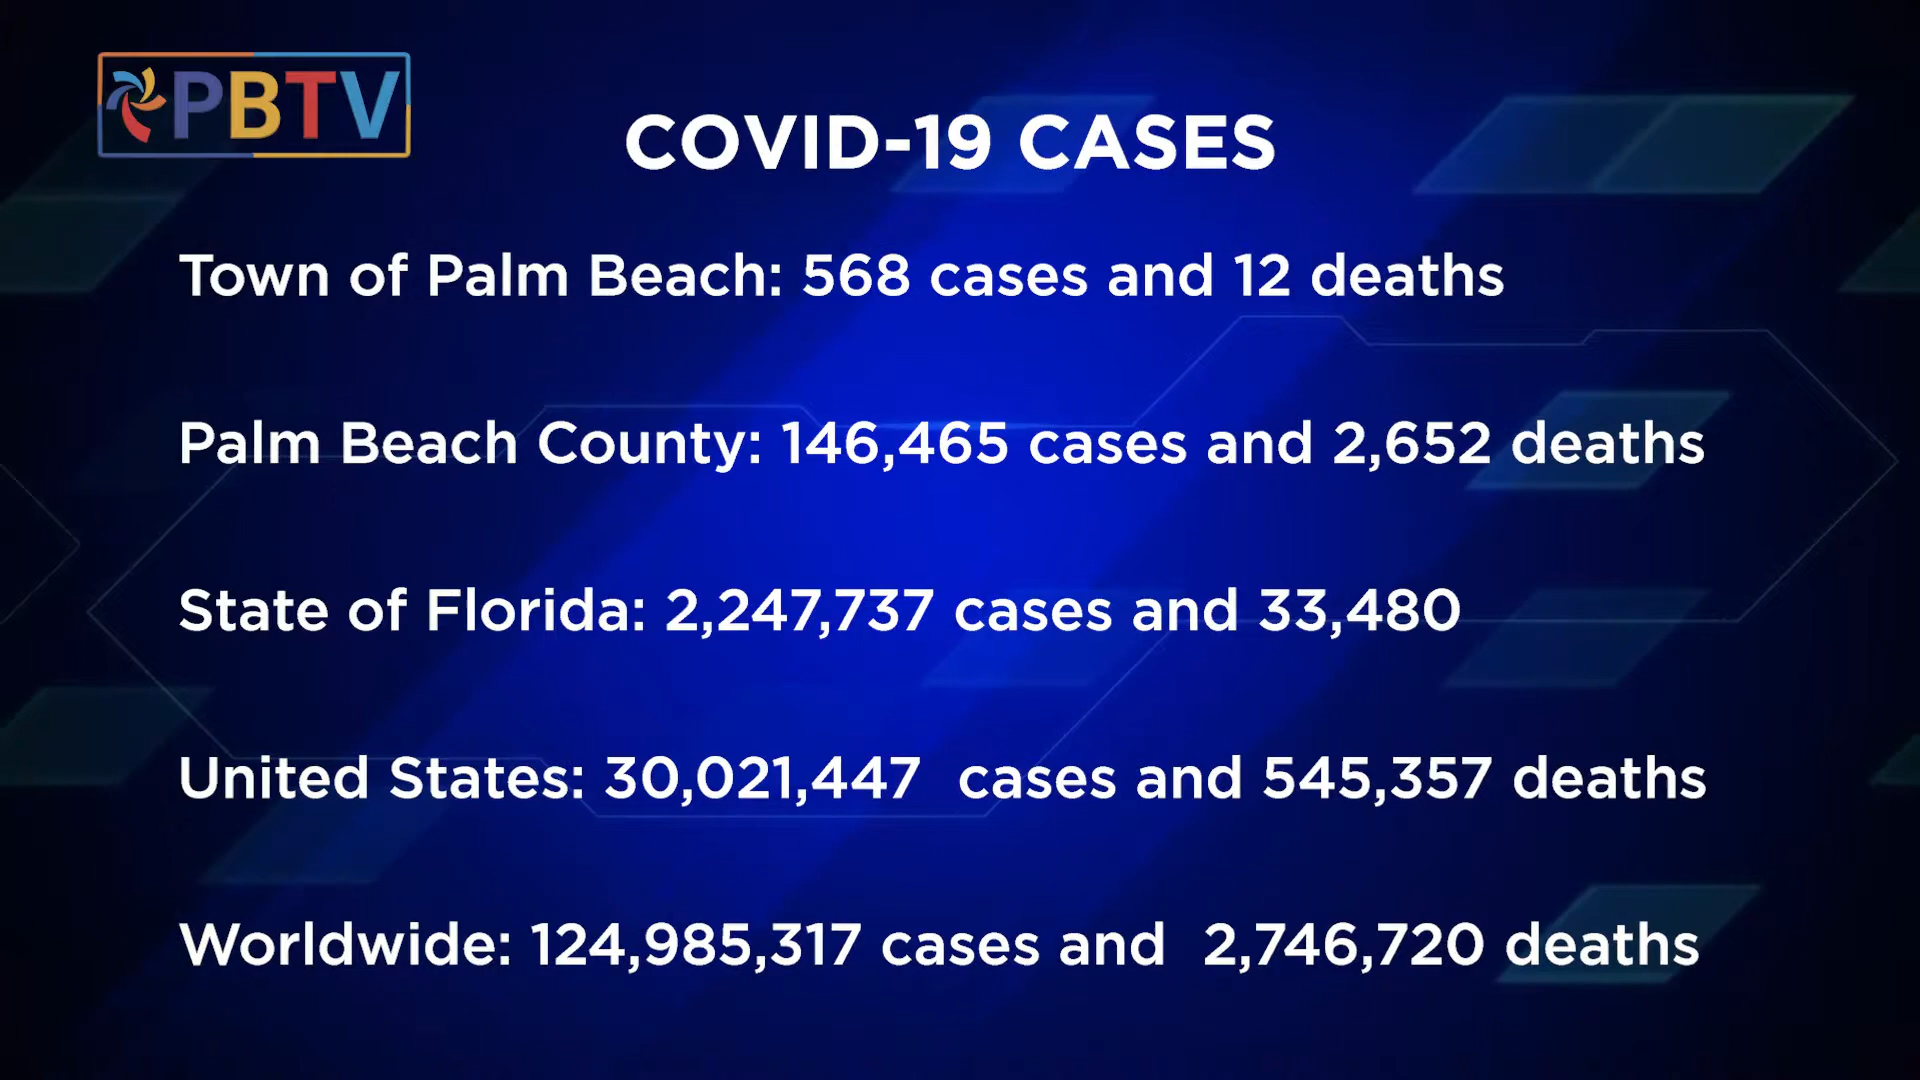 PBTV
COVID-19 CASES
Town of Palm Beach: 568 cases and 12 deaths
Palm Beach County: 146,465 cases and 2,652 deaths
State of Florida: 2,247,737 cases and 33,480
United States: 30,021,447 cases and 545,357 deaths
Worldwide: 124,985,317 cases and 2,746,720 deaths